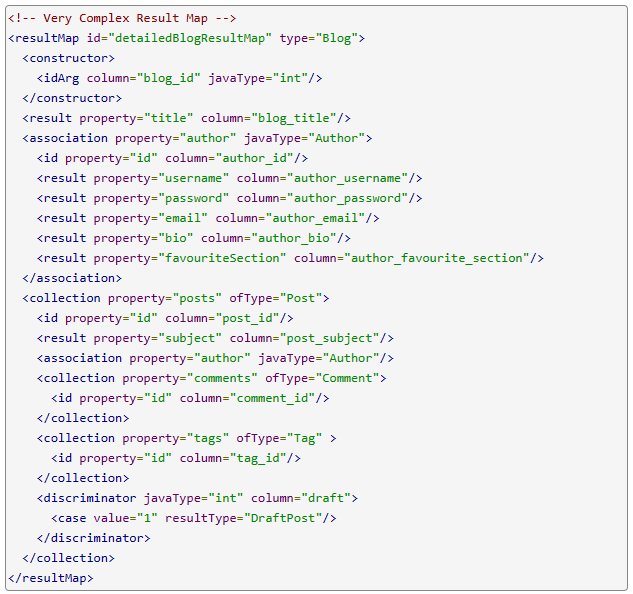 <!-- Very Complex Result Map -->
<resultMap id="detailedBlogResultMap" type="Blog">
  <constructor>
    <idArg column="blog_id" javaType="int"/>
  </constructor>
  <result property="title" column="blog_title"/>
  <association property="author" javaType="Author">
    <id property="id" column="author_id"/>
    <result property="username" column="author_username"/>
    <result property="password" column="author_password"/>
    <result property="email" column="author_email"/>
    <result property="bio" column="author_bio"/>
    <result property="favouriteSection" column="author_favourite_section"/>
  </association>
  <collection property="posts" ofType="Post">
    <id property="id" column="post_id"/>
    <result property="subject" column="post_subject"/>
    <association property="author" javaType="Author"/>
    <collection property="comments" ofType="Comment">
      <id property="id" column="comment_id"/>
    </collection>
    <collection property="tags" ofType="Tag" >
      <id property="id" column="tag_id"/>
    </collection>
    <discriminator javaType="int" column="draft">
      <case value="1" resultType="DraftPost"/>
    </discriminator>
  </collection>
</resultMap>